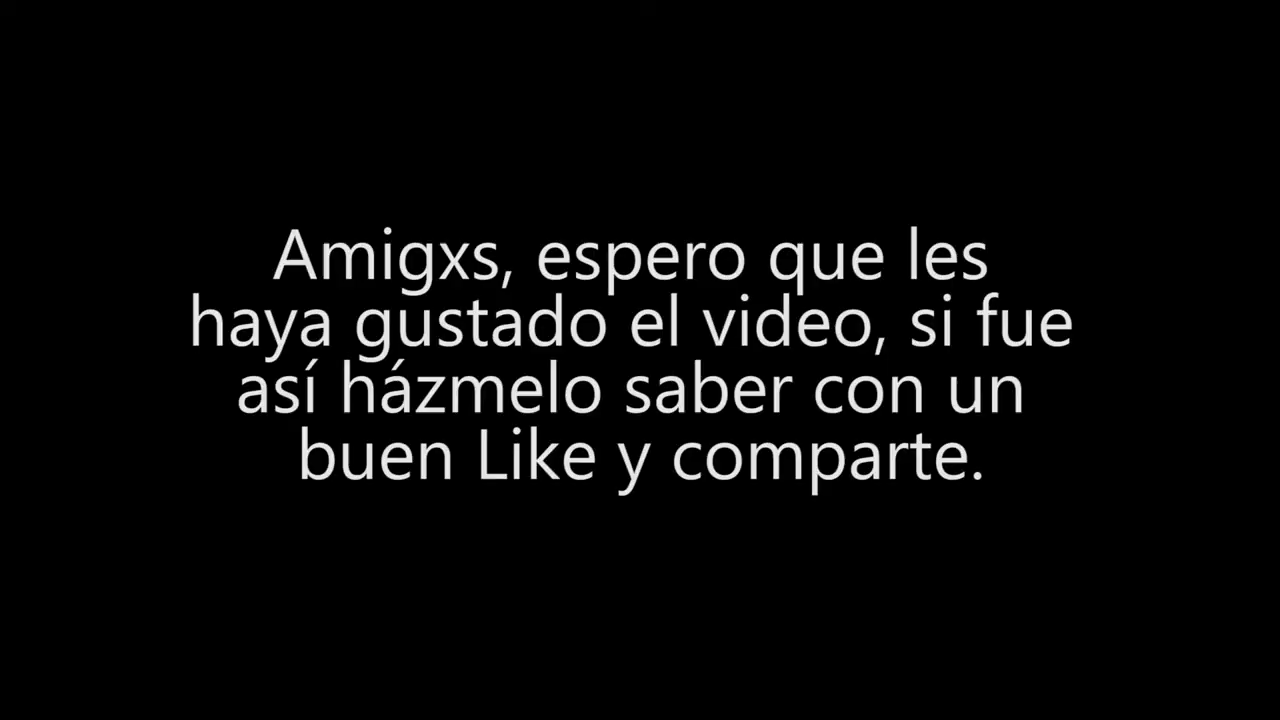 Amigxs, espero que les
haya gustado el video, si fue
así házmelo saber con un
buen Like y comparte.